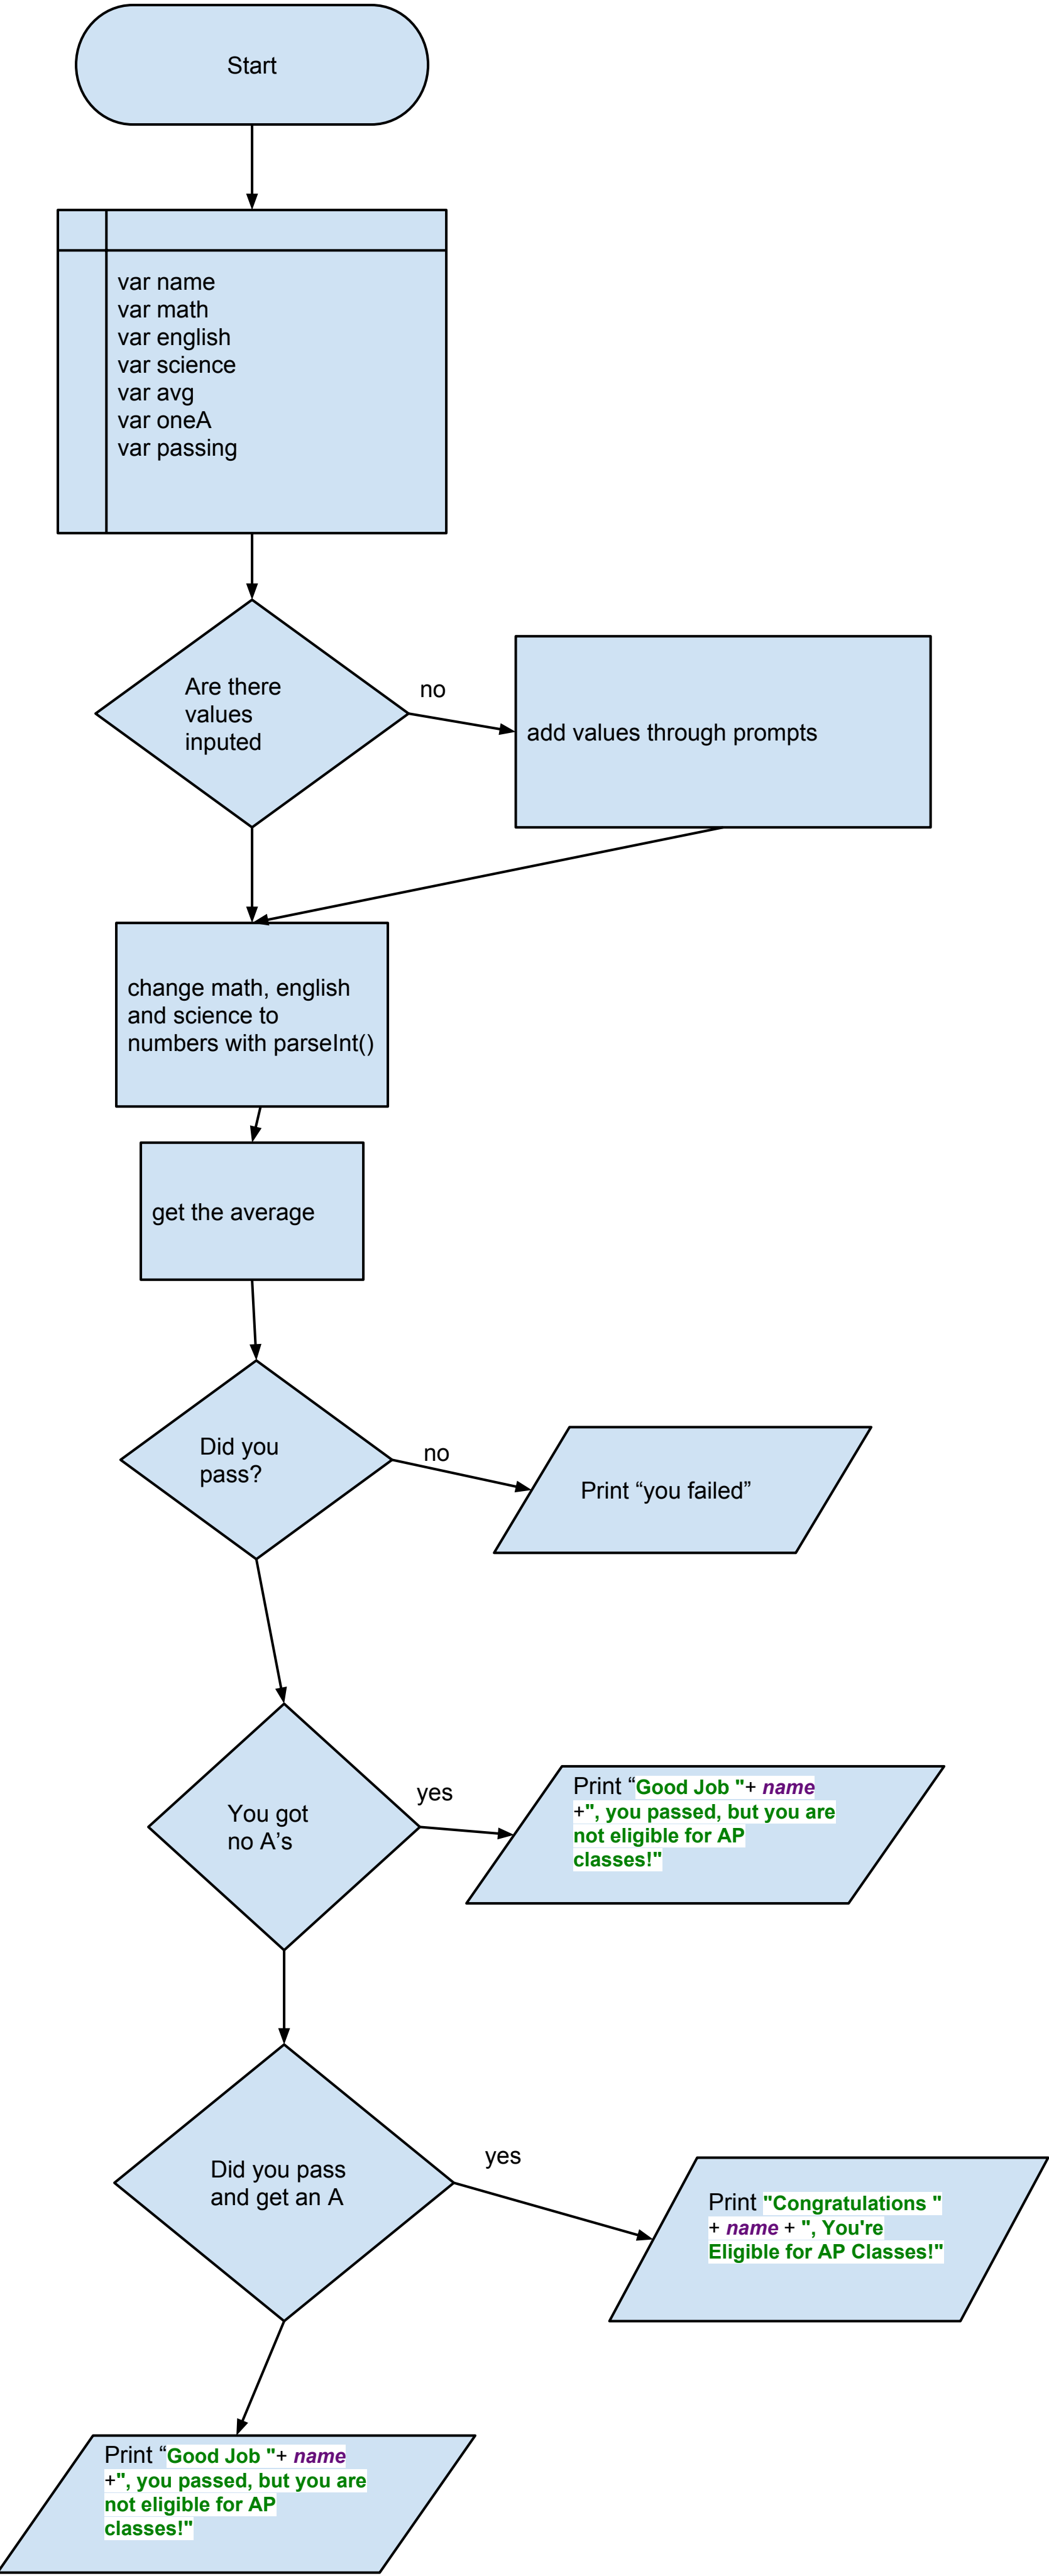 Start
var name
var math
var english
var science
var avg
var oneA
var passing
Are there
values
inputed
no
add values through prompts
change math, english
and science to
numbers with parseInt()
get the average
Did you
pass?
no
Print “you failed”
You got
no A’s
yes
Print “Good Job "+ name
+", you passed, but you are
not eligible for AP
classes!"
Did you pass
and get an A
yes
Print "Congratulations "
+ name + ", You're
Eligible for AP Classes!"
Print “Good Job "+ name
+", you passed, but you are
not eligible for AP
classes!"